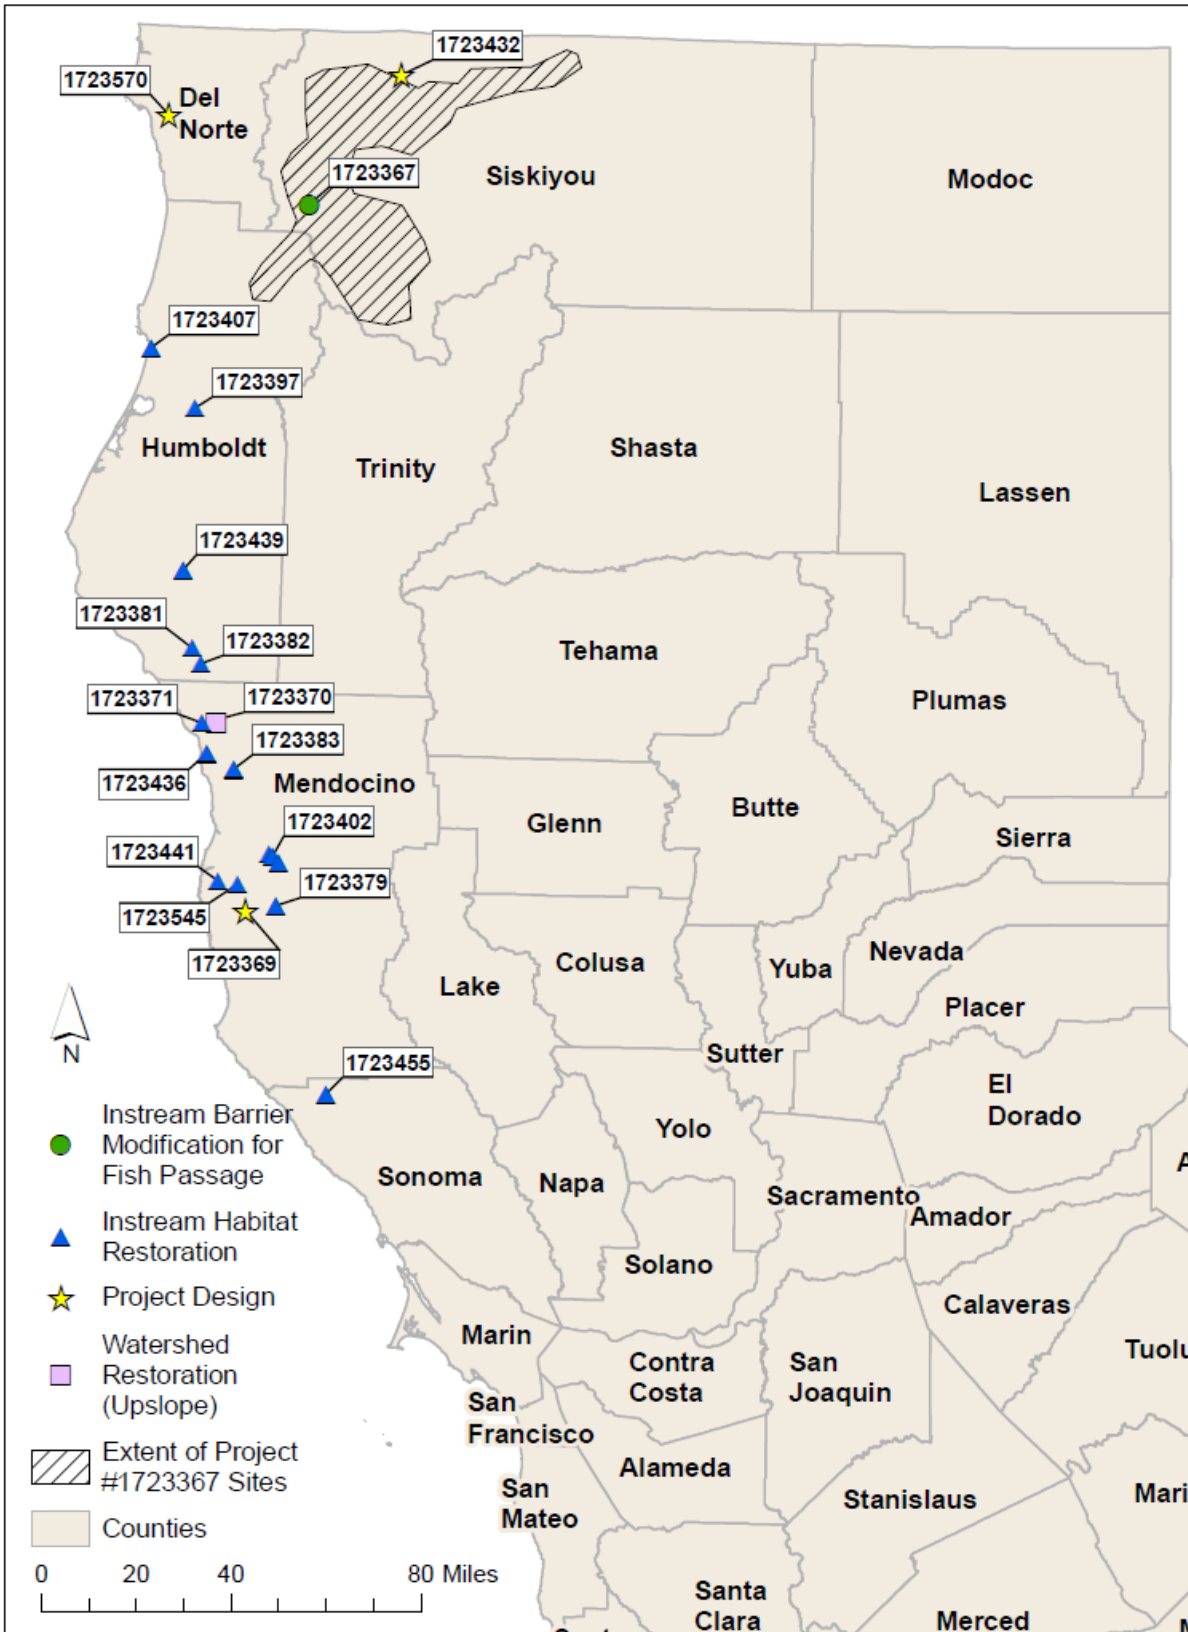 1723432
1723570
Del
Norte
1723367
Siskiyou
Modoc
1723407
1723397
Humboldt
Trinity
Shasta
Lassen
1723439
1723381
1723382
Tehama
Plumas
1723371
1723370
1723383
1723436
Mendocino
Glenn
Butte
Sierra
1723402
1723441
1723379
1723545
1723369
Colusa
Nevada
Yuba
Lake
Placer
N
Sutter
1723455
El
Dorado
Yolo
Sonoma
Napa
Sacramento
A
Amador
Solano
Calaveras
Marin
Contra
Costa
San
Joaquin
Tuolu
San
Francisco
Alameda
San
Mateo
Stanislaus
Mari
Santa
Clara
Merced
Instream Barrier
Modification for
Fish Passage
Instream Habitat
Restoration
Project Design
Watershed
Restoration
(Upslope)
Extent of Project
#1723367 Sites
Counties
0 20 40 80 Miles